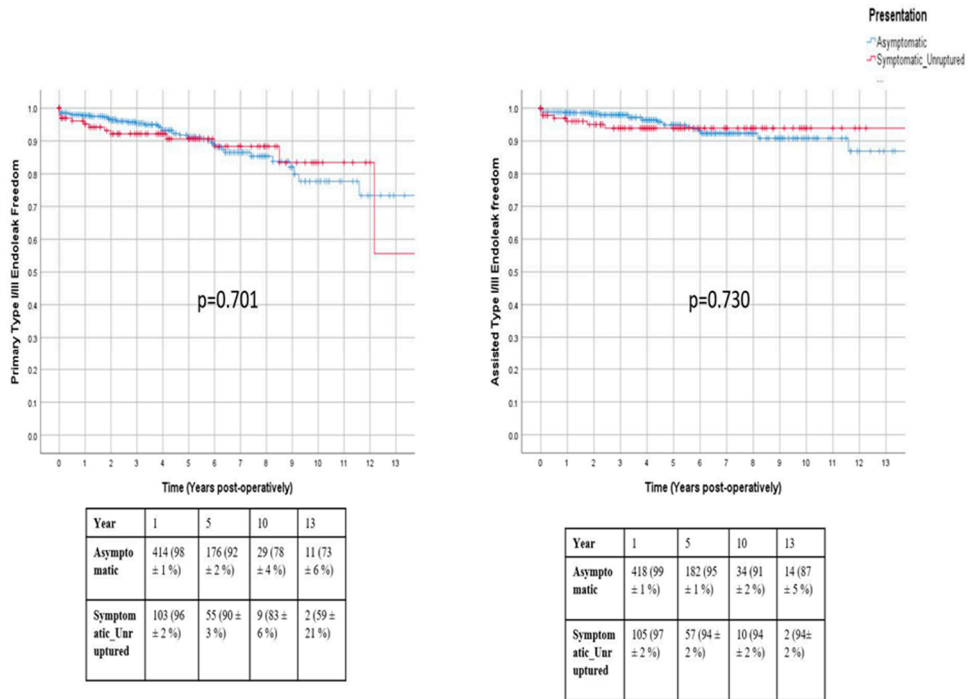 Presentation
Asymptomatic
Symptomatic_Unruptured
...
Primary Type I/III Endoleak Freedom
1.0
0.9
0.8
0.7
0.6
0.5
0.4
0.3
0.2
0.1
0.0
p=0.701
0 1 2 3 4 5 6 7 8 9 10 11 12 13
Time (Years post-operatively)
Assisted Type I/III Endoleak freedom
1.0
0.9
0.8
0.7
0.6
0.5
0.4
0.3
0.2
0.1
0.0
p=0.730
0 1 2 3 4 5 6 7 8 9 10 11 12 13
Time (Years post-operatively)
Year 1 5 10 13
Asympto 414 (98 176 (92 29 (78 11 (73
matic ± 1 %) ± 2 %) ± 4 %) ± 6 %)
Symptom 103 (96 55 (90 ± 9 (83 ± 2 (59 ±
atic_Unr ± 2 %) 3 %) 6 %) 21 %)
uptured
Year 1 5 10 13
Asympto 418 (99 182 (95 34 (91 14 (87
matic ± 1 %) ± 1%) ± 2 %) ± 5 %)
Symptom 105 (97 57 (94 ± 10 (94 2 (94±
atic_Unr ± 2 %) 2 %) ± 2 %) 2 %)
uptured